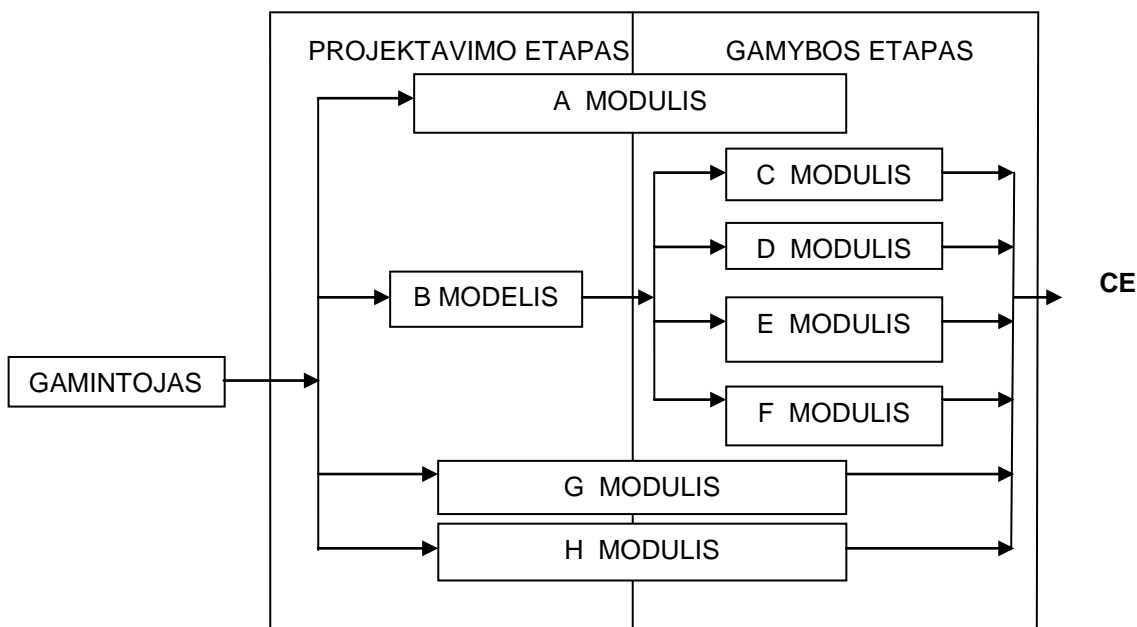 PROJEKTAVIMO ETAPAS
GAMYBOS ETAPAS
A MODULIS
C MODULIS
D MODULIS
B MODELIS
CE
E MODULIS
GAMINTOJAS
F MODULIS
G MODULIS
H MODULIS